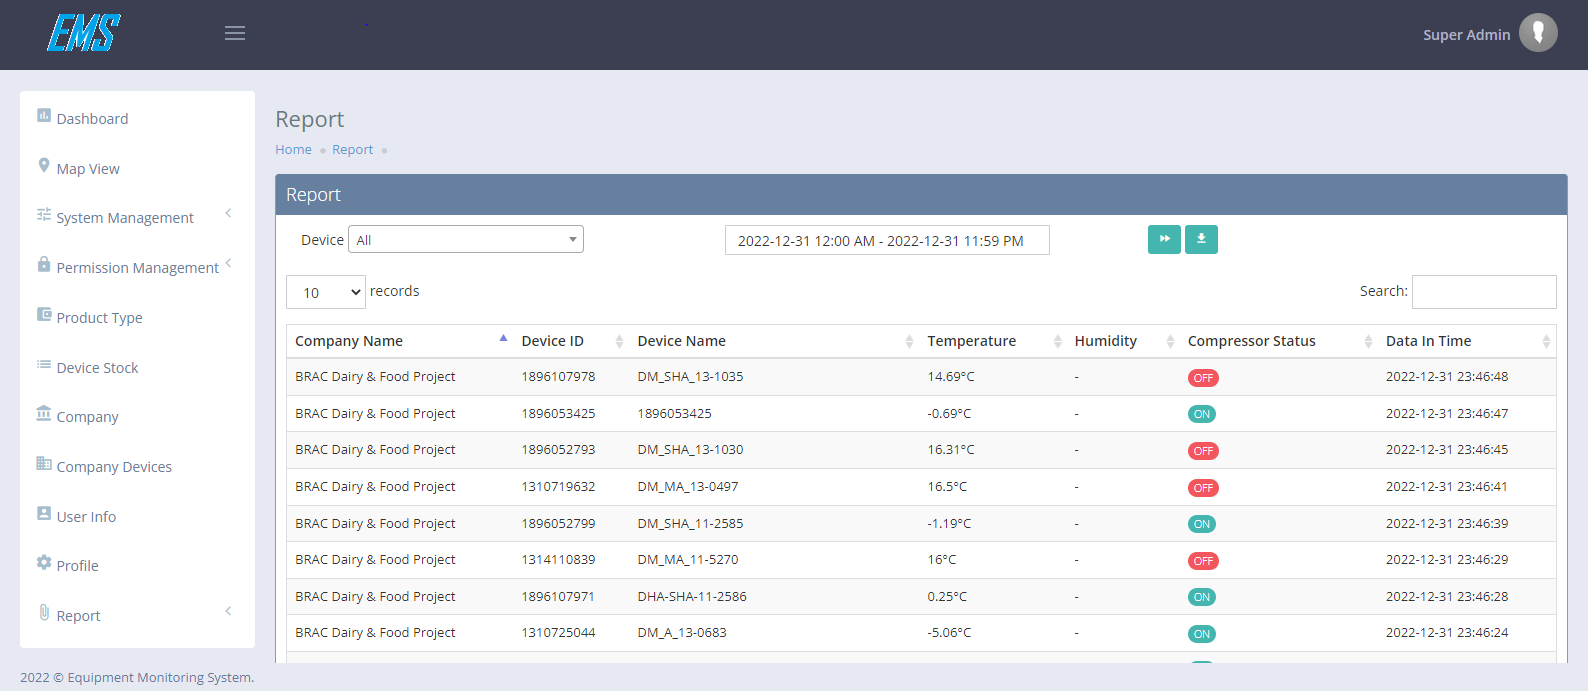 EMS
Super Admin
Dashboard
Map View
System Management
Permission Management
Product Type
Device Stock
Company
Company Devices
User Info
Profile
Report
2022 © Equipment Monitoring System.
Report
Home Report
Report
Device All 2022-12-31 12:00 AM - 2022-12-31 11:59 PM
10 records Search:
Company Name Device ID Device Name Temperature Humidity Compressor Status Data In Time
BRAC Dairy & Food Project 1896107978 DM_SHA_13-1035 14.69°C - OFF 2022-12-31 23:46:48
BRAC Dairy & Food Project 1896053425 1896053425 -0.69°C - ON 2022-12-31 23:46:47
BRAC Dairy & Food Project 1896052793 DM_SHA_13-1030 16.31°C - OFF 2022-12-31 23:46:45
BRAC Dairy & Food Project 1310719632 DM_MA_13-0497 16.5°C - OFF 2022-12-31 23:46:41
BRAC Dairy & Food Project 1896052799 DM_SHA_11-2585 -1.19°C - ON 2022-12-31 23:46:39
BRAC Dairy & Food Project 1314110839 DM_MA_11-5270 16°C - OFF 2022-12-31 23:46:29
BRAC Dairy & Food Project 1896107971 DHA-SHA-11-2586 0.25°C - ON 2022-12-31 23:46:28
BRAC Dairy & Food Project 1310725044 DM_A_13-0683 -5.06°C - ON 2022-12-31 23:46:24